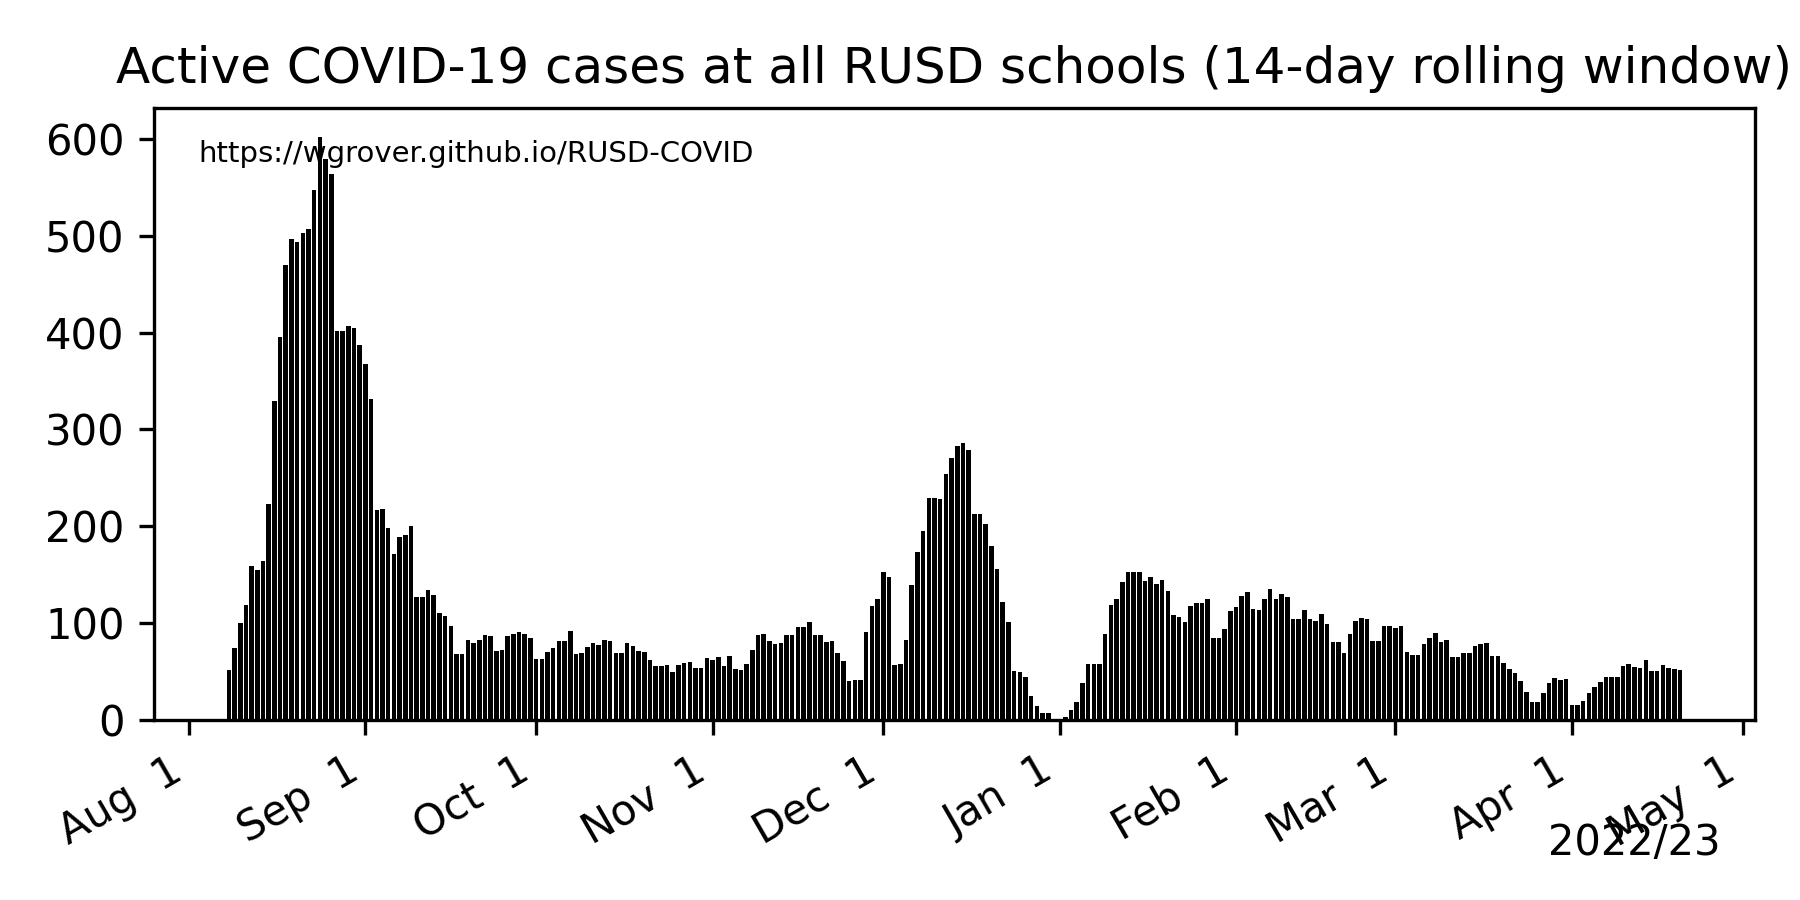 Active COVID-19 cases at all RUSD schools (14-day rolling window)
https://wgrover.github.io/RUSD-COVID
600
500
400
300
200
100
0
Aug 1
Sep 1
Oct 1
Nov 1
Dec 1
Jan 1
Feb 1
Mar 1
Apr 1
May 1
2022/23